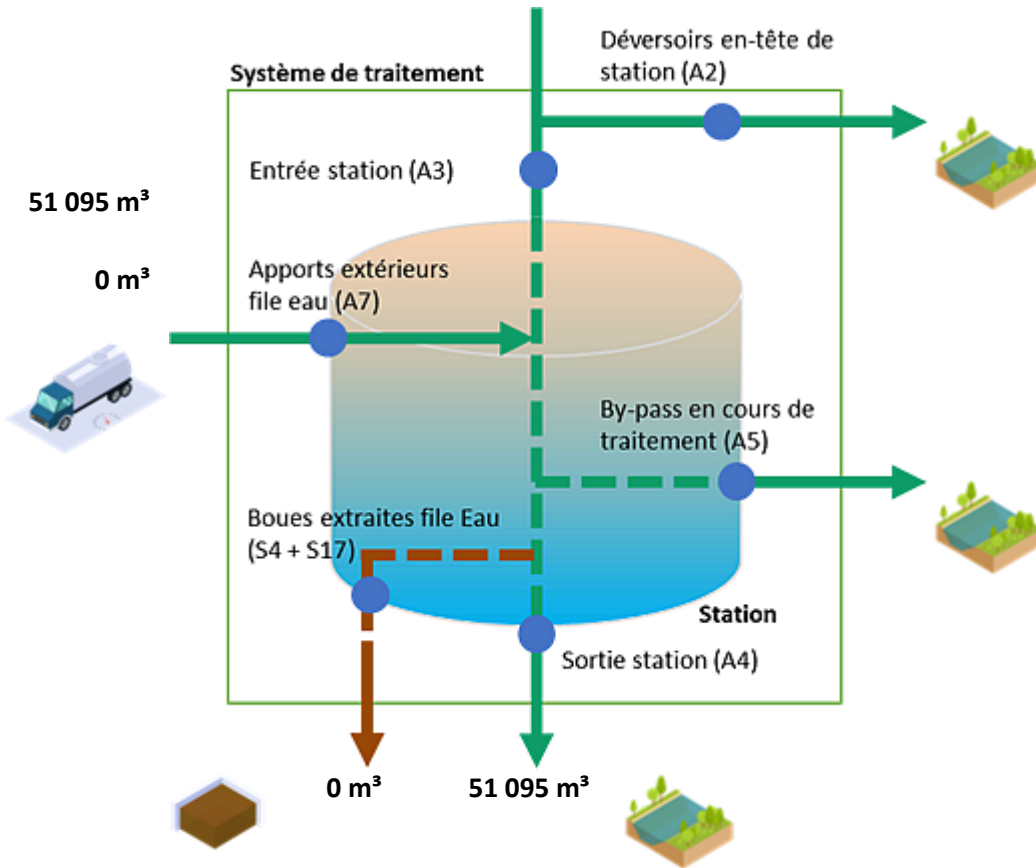 Déversoirs en-tête de
station (A2)
Système de traitement
Entrée station (A3)
51 095 m³
0 m³
Apports extérieurs
file eau (A7)
By-pass en cours de
traitement (A5)
Boues extraites file Eau
(S4 + S17)
Station
Sortie station (A4)
0 m³
51 095 m³